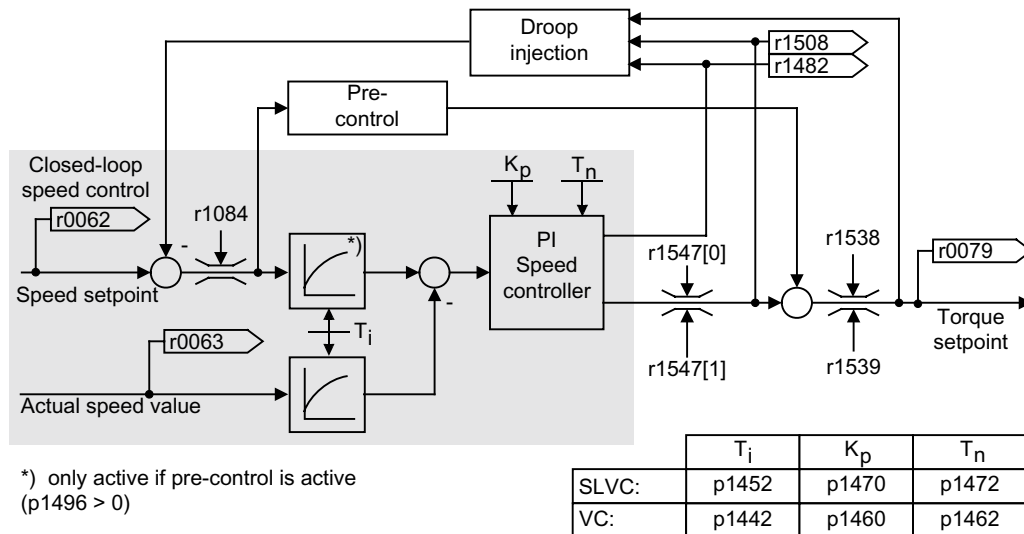 Droop
injection
r1508
r1482
Pre-
control
Closed-loop
speed control
r0062
r1084
Kp
Tn
*)
PI
Speed
controller
-
-
Speed setpoint
r1547[0]
r1538
r0079
Torque
setpoint
Ti
r0063
r1547[1]
r1539
Actual speed value
*) only active if pre-control is active
(p1496 > 0)
Ti Kp Tn
SLVC: p1452 p1470 p1472
VC: p1442 p1460 p1462